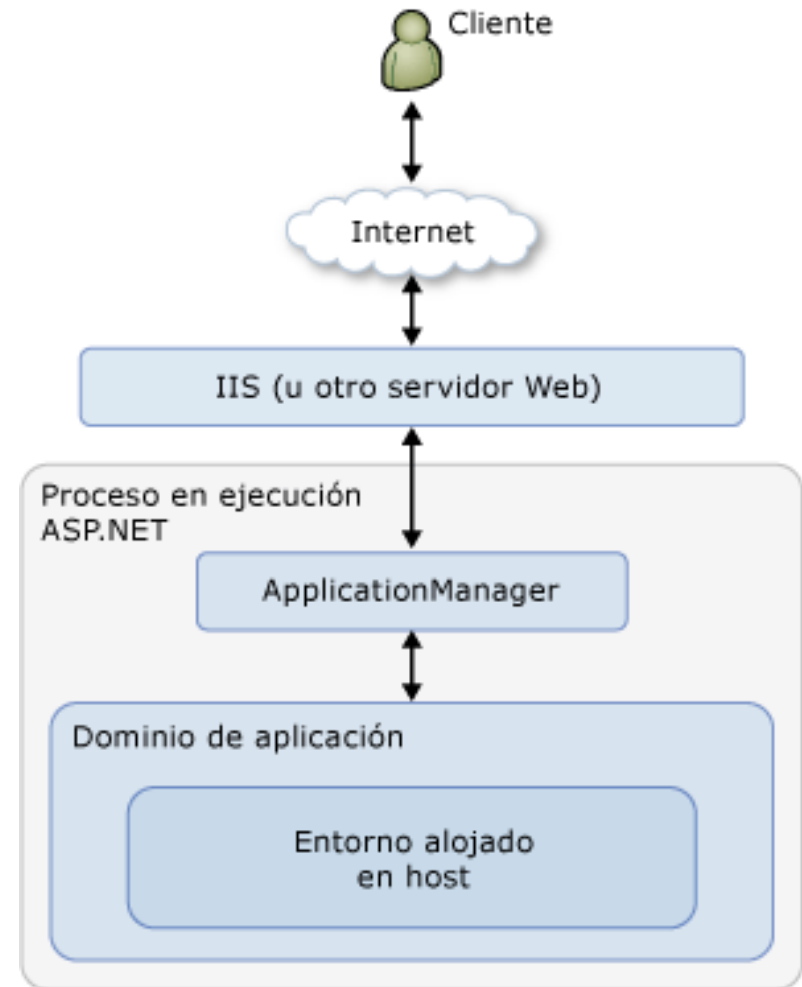 Cliente
Internet
IIS (u otro servidor Web)
Proceso en ejecución
ASP.NET
ApplicationManager
Dominio de aplicación
Entorno alojado
en host